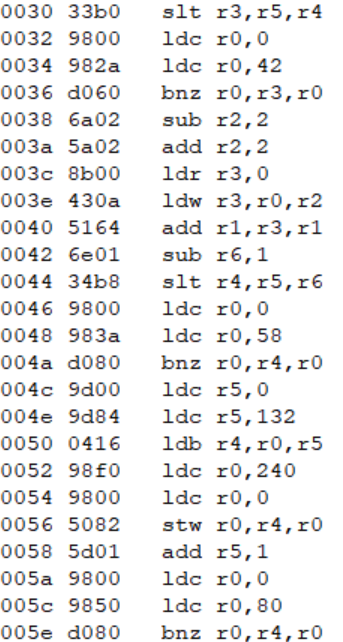 0030 33b0 slt r3,r5,r4
0032 9800 ldc r0,0
0034 982a ldc r0,42
0036 d060 bnz r0,r3,r0
0038 6a02 sub r2,2
003a 5a02 add r2,2
003c 8b00 ldr r3,0
003e 430a ldw r3,r0,r2
0040 5164 add r1,r3,r1
0042 6e01 sub r6,1
0044 34b8 slt r4,r5,r6
0046 9800 ldc r0,0
0048 983a ldc r0,58
004a d080 bnz r0,r4,r0
004c 9d00 ldc r5,0
004e 9d84 ldc r5,132
0050 0416 ldb r4,r0,r5
0052 98f0 ldc r0,240
0054 9800 ldc r0,0
0056 5082 stw r0,r4,r0
0058 5d01 add r5,1
005a 9800 ldc r0,0
005c 9850 ldc r0,80
005e d080 bnz r0,r4,r0